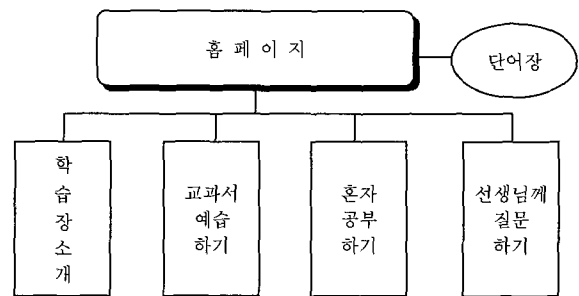 홈 페 이 지
단어장
학
습
장
소
개
교과서
예습
하기
혼자
공부
하기
선생님께
질문
하기